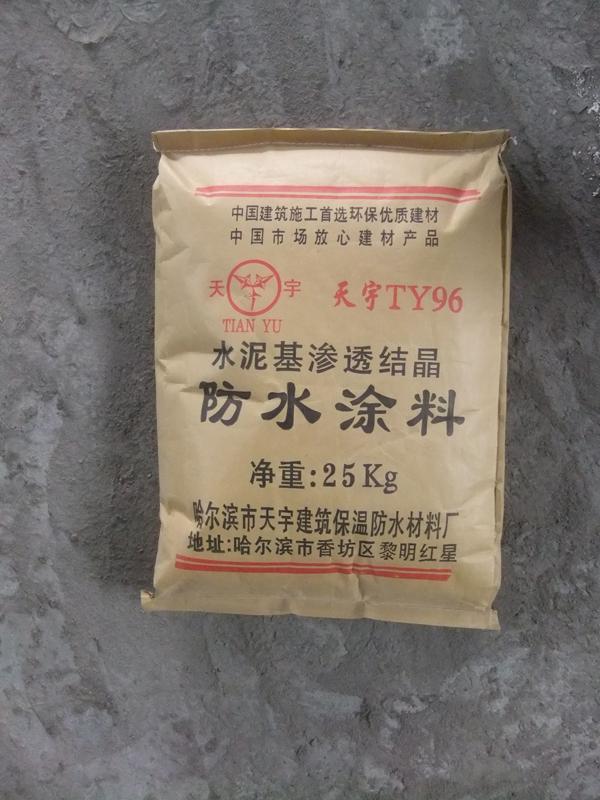 中国建筑施工首选环保优质建材
中国市场放心建材产品
天 宇
TIAN YU
天宇TY96
水泥基渗透结晶
防水涂料
净重:25Kg
哈尔滨市天宇建筑保温防水材料厂
地址:哈尔滨市香坊区黎明红星